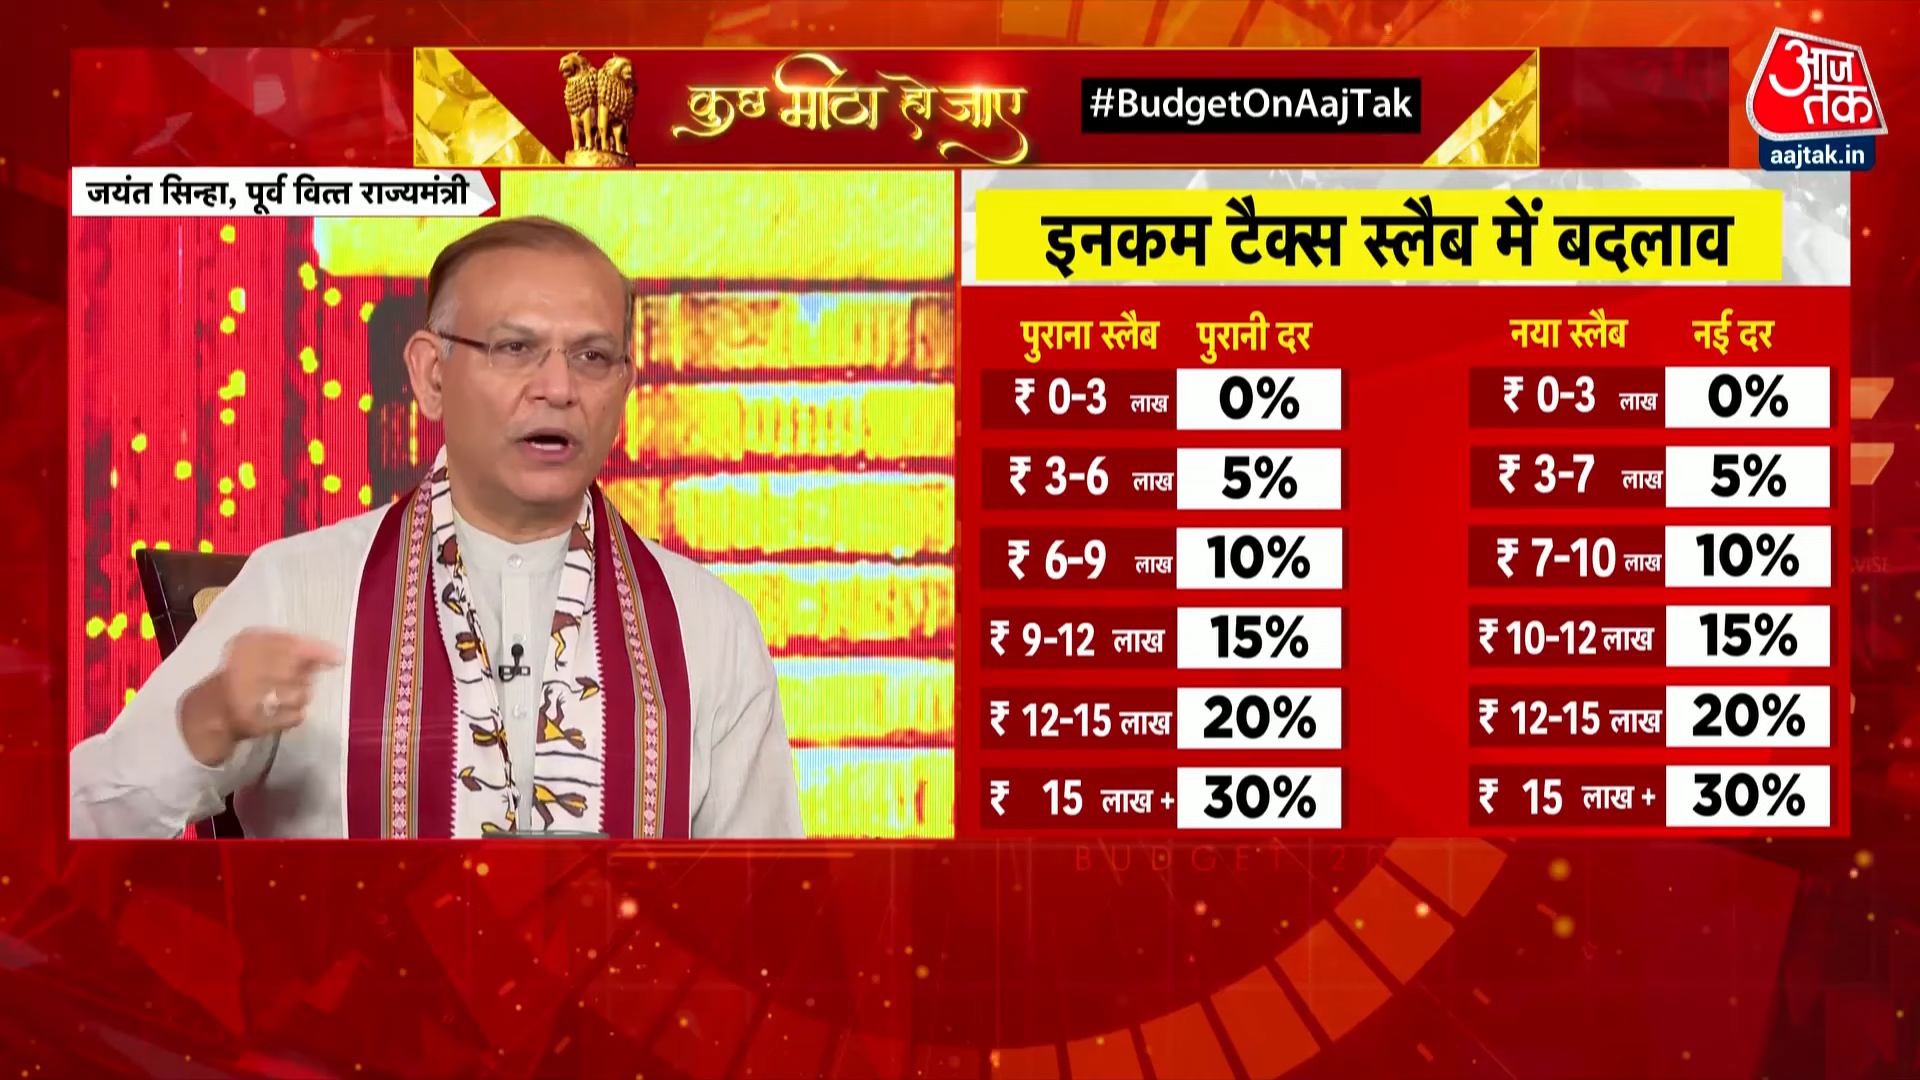 कुछ मीठा हो जाए
#BudgetOnAajTak
आज
तक
aajtak.in
जयंत सिन्हा, पूर्व वित्त राज्यमंत्री
इनकम टैक्स स्लैब में बदलाव
पुराना स्लैब पुरानी दर नया स्लैब नई दर
₹ 0-3 लाख 0% ₹ 0-3 लाख 0%
₹ 3-6 लाख 5% ₹ 3-7 लाख 5%
₹ 6-9 लाख 10% ₹ 7-10 लाख 10%
₹ 9-12 लाख 15% ₹ 10-12 लाख 15%
₹ 12-15 लाख 20% ₹ 12-15 लाख 20%
₹ 15 लाख + 30% ₹ 15 लाख + 30%
BUDGET 20